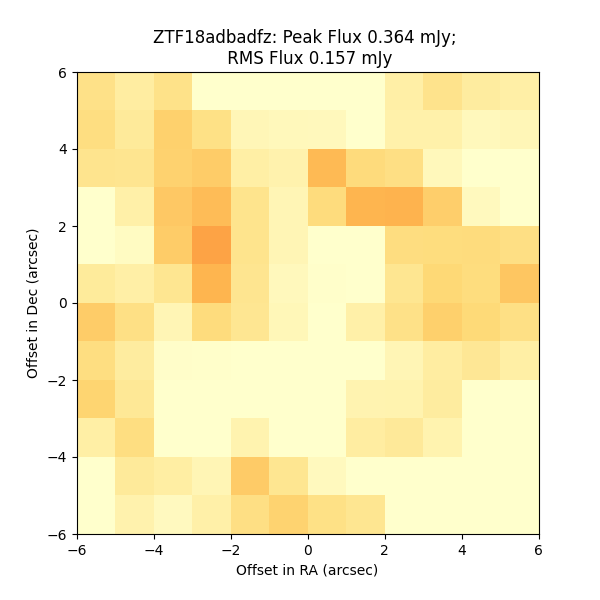 ZTF18adbadfz: Peak Flux 0.364 mJy;
RMS Flux 0.157 mJy
6
4
2
0
−2
−4
−6
Offset in Dec (arcsec)
−6 −4 −2 0 2 4 6
Offset in RA (arcsec)